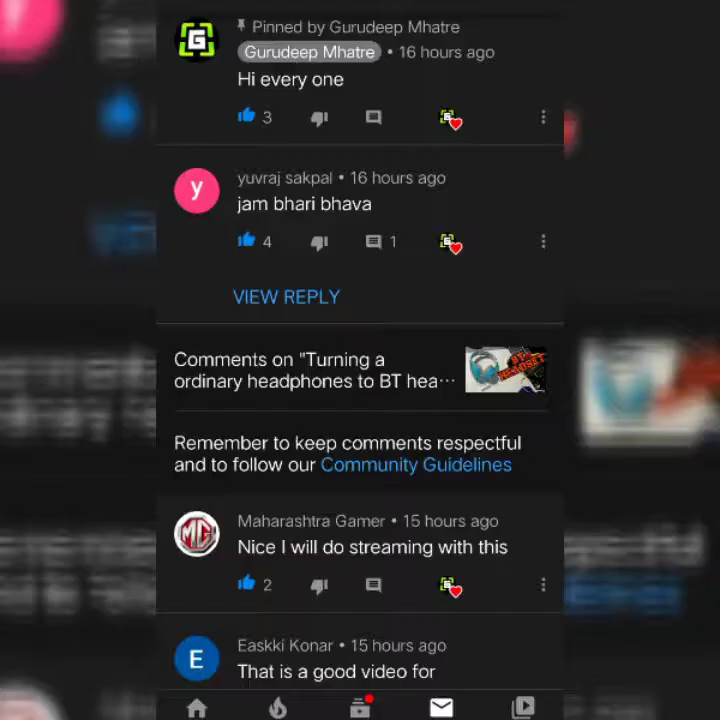 Pinned by Gurudeep Mhatre
Gurudeep Mhatre • 16 hours ago
Hi every one
3
y
yuvraj sakpal • 16 hours ago
jam bhari bhava
4
1
VIEW REPLY
Comments on "Turning a
ordinary headphones to BT hea...
BT
HEADSET
Remember to keep comments respectful
and to follow our Community Guidelines
MG
Maharashtra Gamer • 15 hours ago
Nice I will do streaming with this
2
E
Easkki Konar • 15 hours ago
That is a good video for